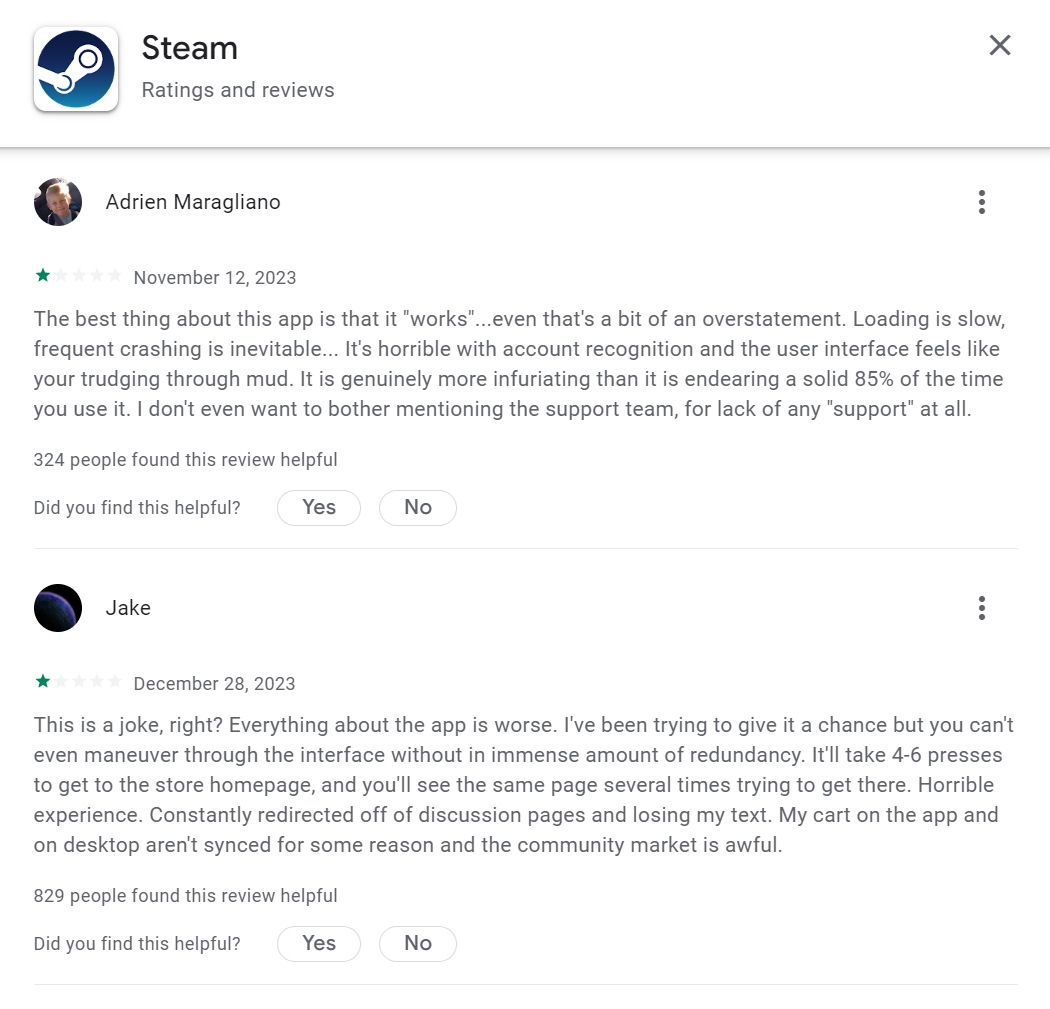 Steam
Ratings and reviews
Adrien Maragliano
November 12, 2023
The best thing about this app is that it "works"...even that's a bit of an overstatement. Loading is slow,
frequent crashing is inevitable... It's horrible with account recognition and the user interface feels like
your trudging through mud. It is genuinely more infuriating than it is endearing a solid 85% of the time
you use it. I don't even want to bother mentioning the support team, for lack of any "support" at all.
324 people found this review helpful
Did you find this helpful? Yes No
Jake
December 28, 2023
This is a joke, right? Everything about the app is worse. I've been trying to give it a chance but you can't
even maneuver through the interface without in immense amount of redundancy. It'll take 4-6 presses
to get to the store homepage, and you'll see the same page several times trying to get there. Horrible
experience. Constantly redirected off of discussion pages and losing my text. My cart on the app and
on desktop aren't synced for some reason and the community market is awful.
829 people found this review helpful
Did you find this helpful? Yes No